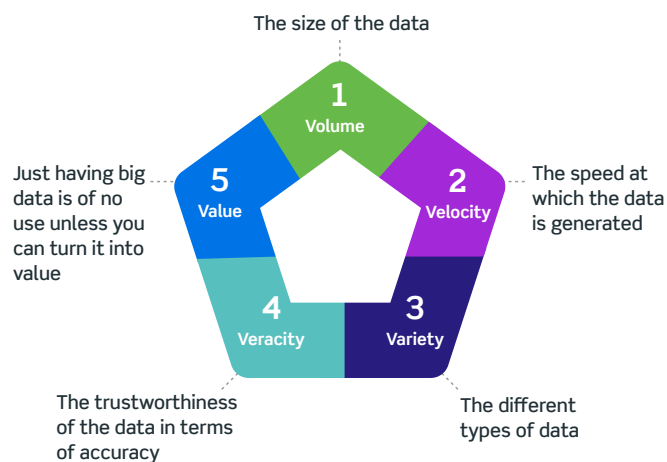 The size of the data
1
Volume
2
Velocity
The speed at
which the data
is generated
3
Variety
The different
types of data
4
Veracity
The trustworthiness
of the data in terms
of accuracy
5
Value
Just having big
data is of no
use unless you
can turn it into
value